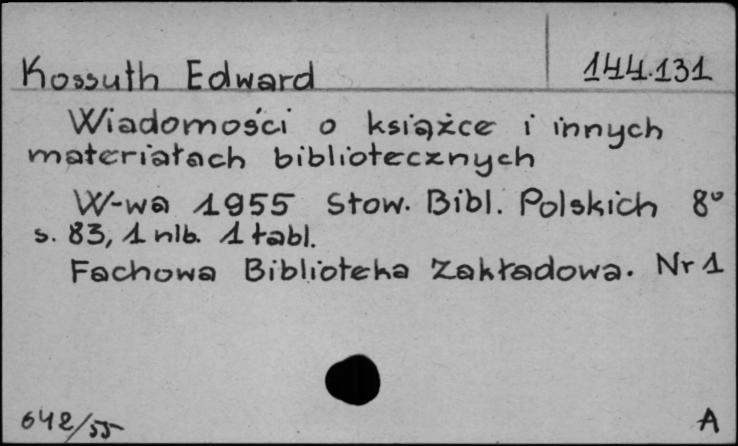 Kossuth Edward 144.131
Wiadomości o książce i innych
materiałach bibliotecznych
W-wa 1955 Stow. Bibl. Polskich 8°
s. 83, 1 nlb. 1 tabl.
Fachowa Biblioteka Zakładowa. Nr 1
642/55 A